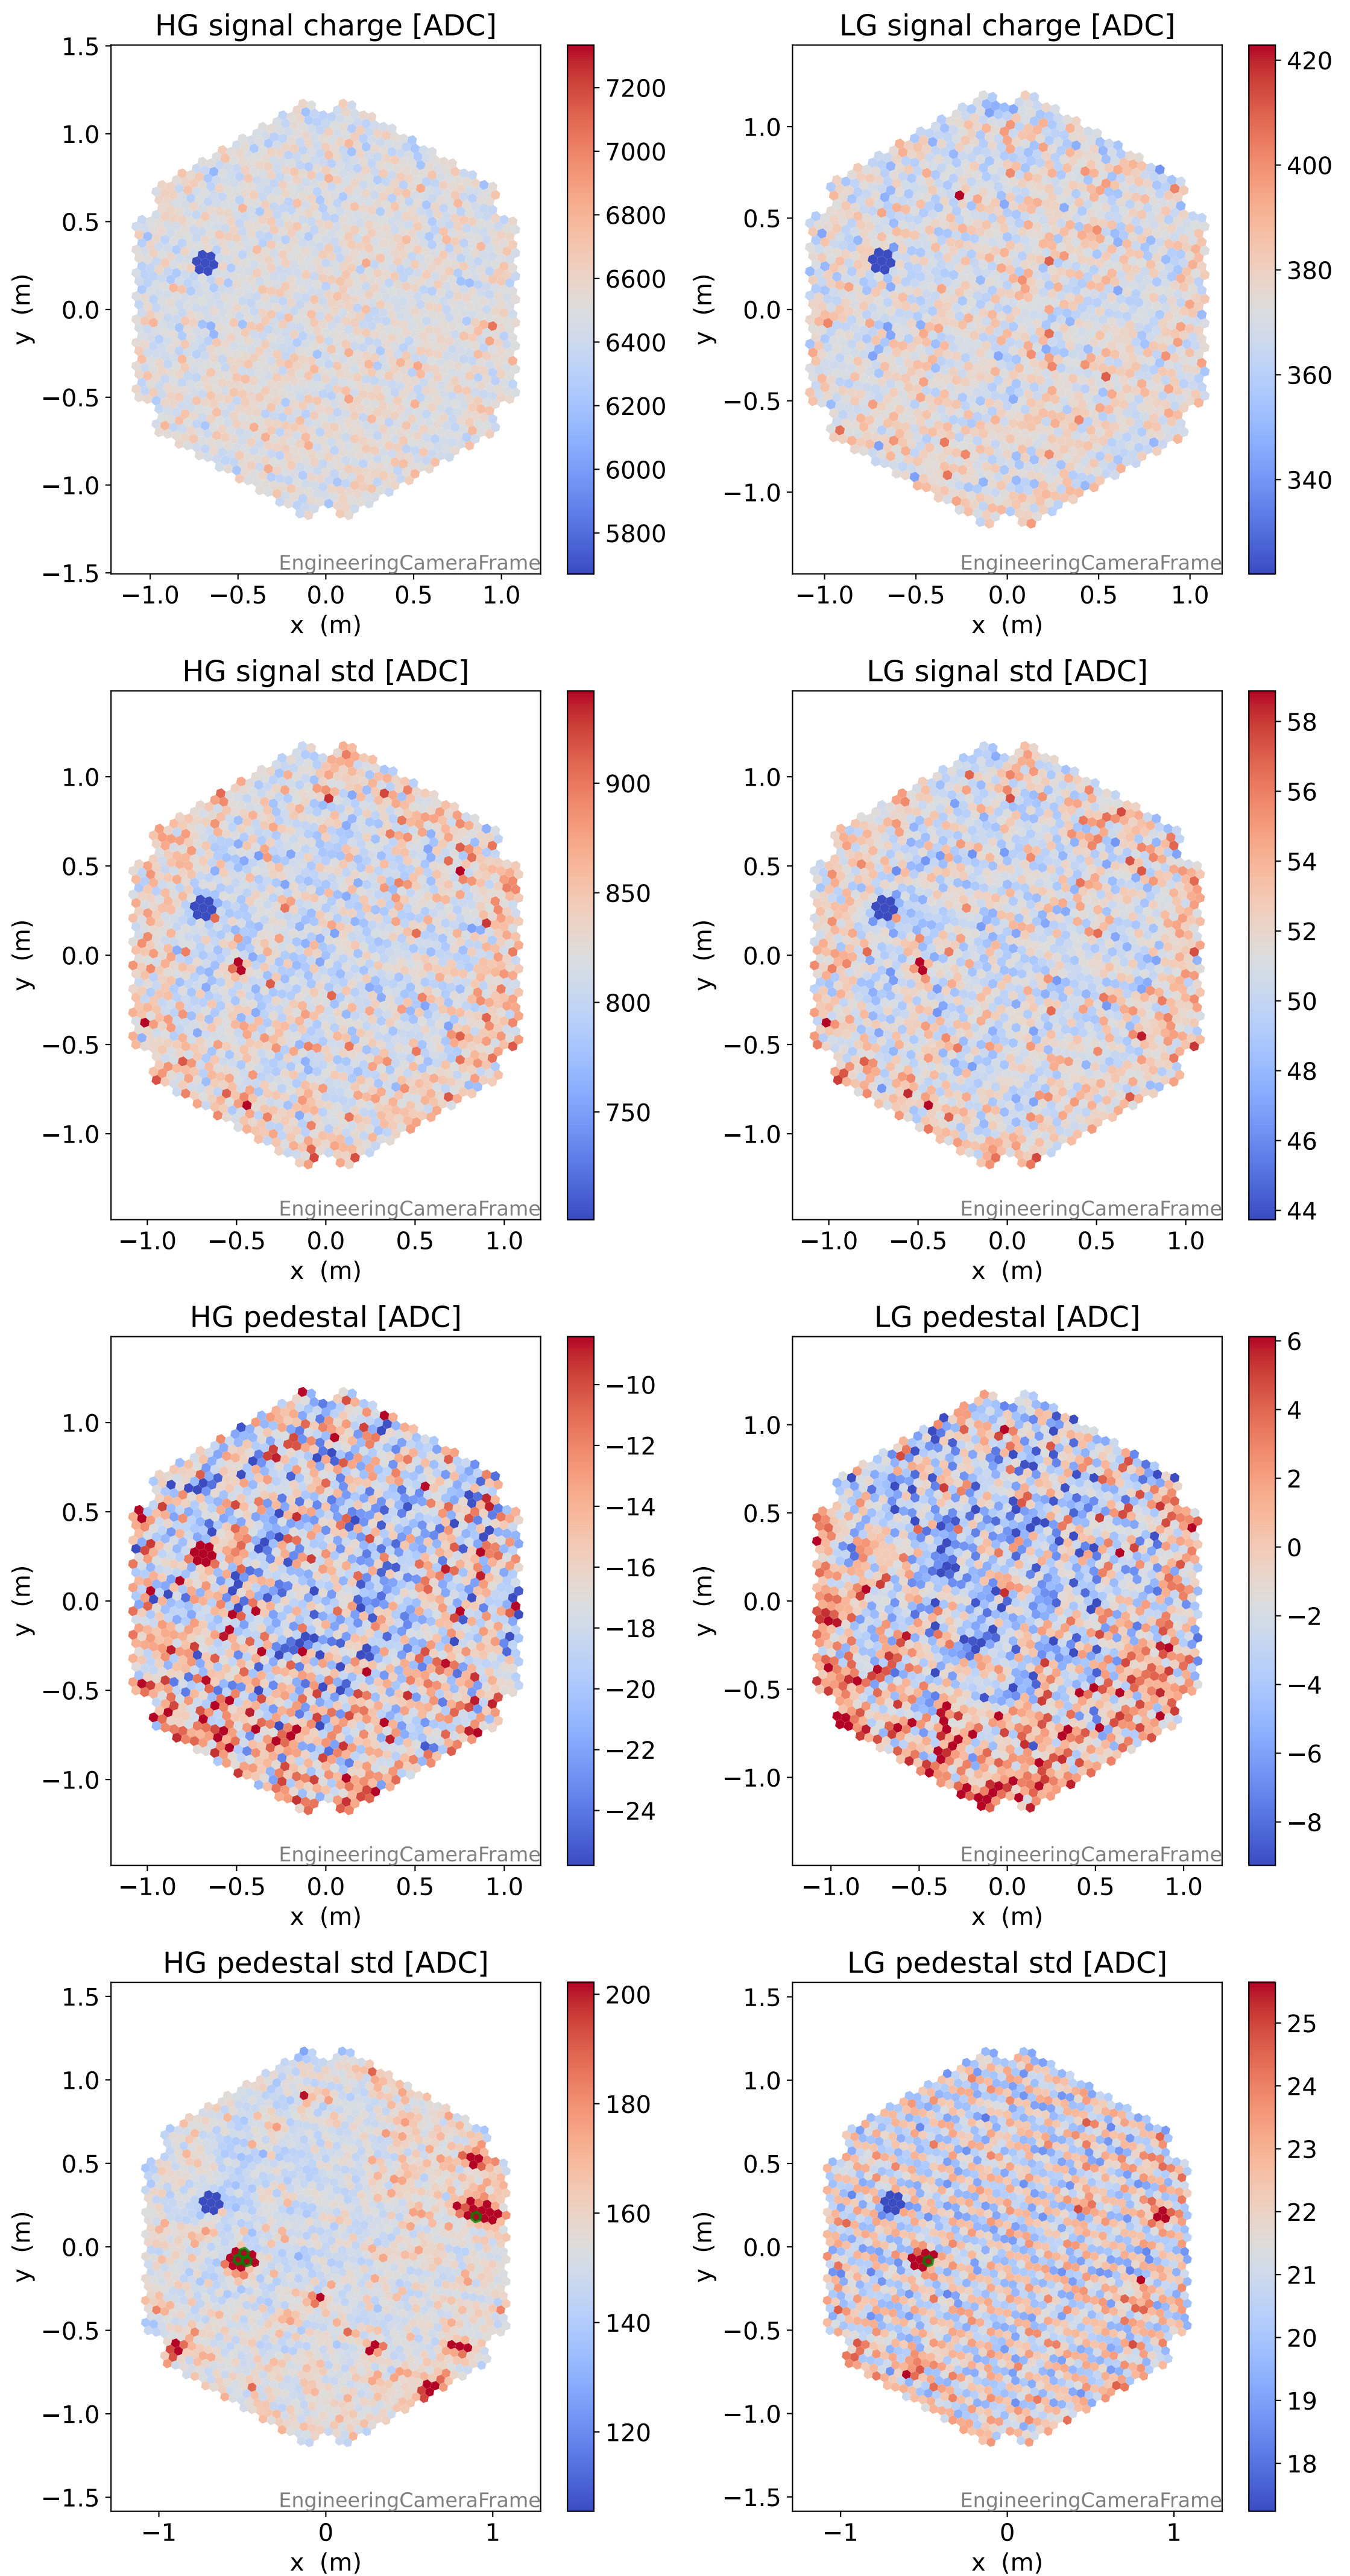 HG signal charge [ADC]
1.5
1.0
0.5
0.0
−0.5
−1.0
−1.5
y (m)
−1.0 −0.5 0.0 0.5 1.0
x (m)
EngineeringCameraFrame
7200
7000
6800
6600
6400
6200
6000
5800
LG signal charge [ADC]
1.0
0.5
0.0
−0.5
−1.0
y (m)
−1.0 −0.5 0.0 0.5 1.0
x (m)
EngineeringCameraFrame
420
400
380
360
340
HG signal std [ADC]
1.0
0.5
0.0
−0.5
−1.0
y (m)
−1.0 −0.5 0.0 0.5 1.0
x (m)
EngineeringCameraFrame
900
850
800
750
LG signal std [ADC]
1.0
0.5
0.0
−0.5
−1.0
y (m)
−1.0 −0.5 0.0 0.5 1.0
x (m)
EngineeringCameraFrame
58
56
54
52
50
48
46
44
HG pedestal [ADC]
1.0
0.5
0.0
−0.5
−1.0
y (m)
−1.0 −0.5 0.0 0.5 1.0
x (m)
EngineeringCameraFrame
−10
−12
−14
−16
−18
−20
−22
−24
LG pedestal [ADC]
1.0
0.5
0.0
−0.5
−1.0
y (m)
−1.0 −0.5 0.0 0.5 1.0
x (m)
EngineeringCameraFrame
6
4
2
0
−2
−4
−6
−8
HG pedestal std [ADC]
1.5
1.0
0.5
0.0
−0.5
−1.0
−1.5
y (m)
−1 0 1
x (m)
EngineeringCameraFrame
200
180
160
140
120
LG pedestal std [ADC]
1.5
1.0
0.5
0.0
−0.5
−1.0
−1.5
y (m)
−1 0 1
x (m)
EngineeringCameraFrame
25
24
23
22
21
20
19
18